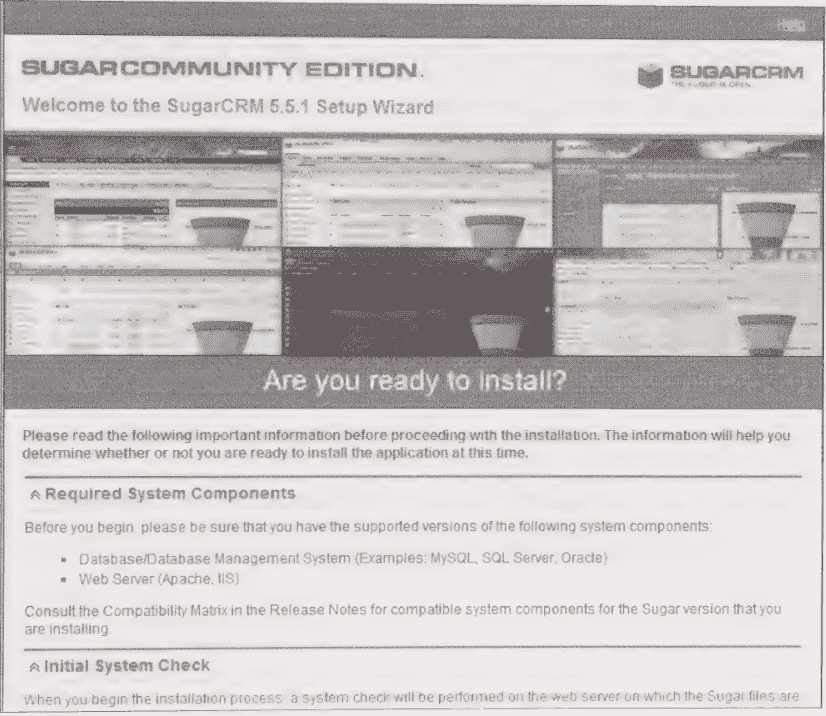 Help
SUGARCOMMUNITY EDITION.
SUGARCRM
Welcome to the SugarCRM 5.5.1 Setup Wizard
Are you ready to install?
Please read the following important information before proceeding with the installation. The information will help you
determine whether or not you are ready to install the application at this time.
Required System Components
Before you begin, please be sure that you have the supported versions of the following system components:
Database/Database Management System (Examples: MySQL, SQL Server, Oracle)
Web Server (Apache, IIS)
Consult the Compatibility Matrix in the Release Notes for compatible system components for the Sugar version that you
are installing.
Initial System Check
When you begin the installation process, a system check will be performed on the web server on which the Sugar files are